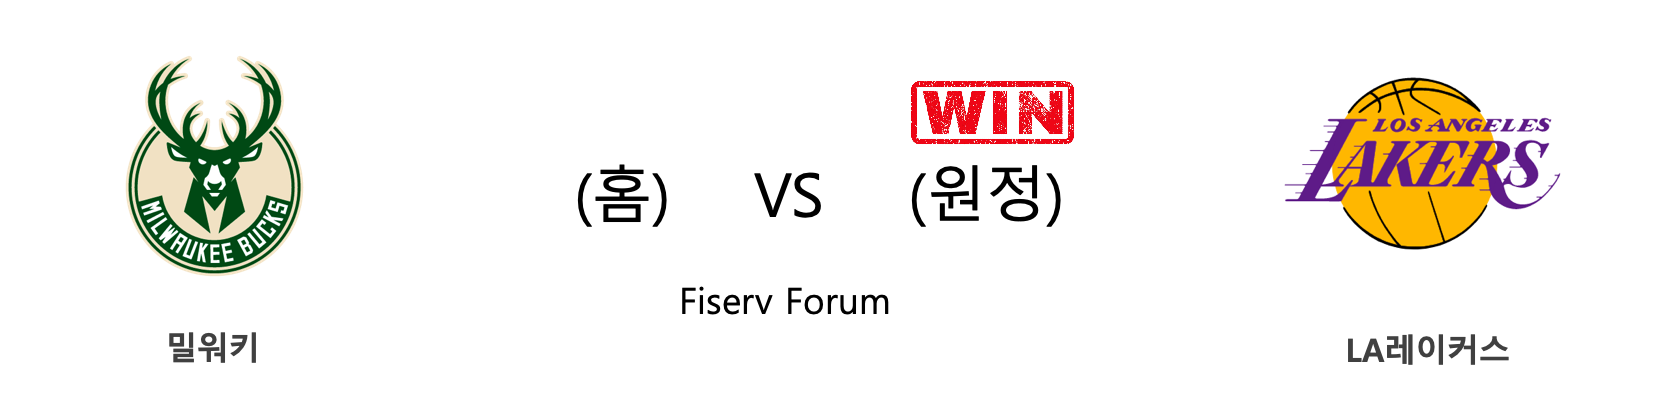 MILWAUKEE BUCKS
밀워키
WIN
(홈) VS (원정)
Fiserv Forum
LOS ANGELES
LAKERS
LA레이커스